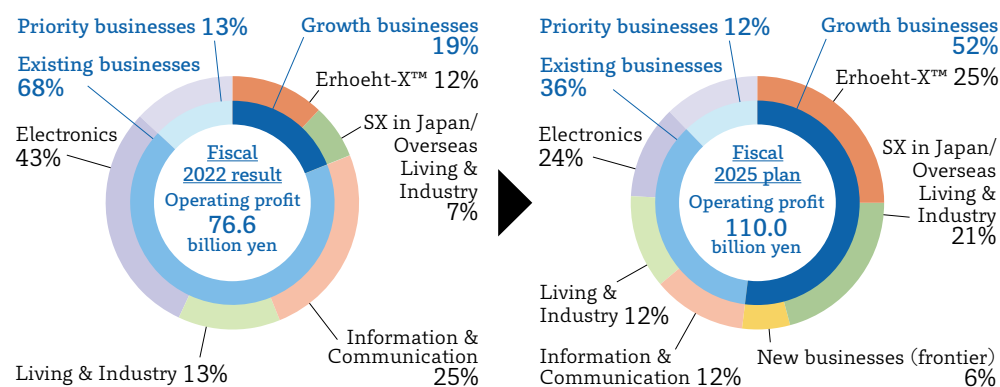 Priority businesses 13%
Growth businesses
19%
Existing businesses
68%
Erhoeht-X™ 12%
SX in Japan/
Overseas
Living &
Industry
7%
Electronics
43%
Fiscal
2022 result
Operating profit
76.6
billion yen
Living & Industry 13%
Information &
Communication
25%
Priority businesses 12%
Growth businesses
52%
Existing businesses
36%
Erhoeht-X™ 25%
SX in Japan/
Overseas
Living &
Industry
21%
Electronics
24%
Fiscal
2025 plan
Operating profit
110.0
billion yen
Living &
Industry 12%
Information &
Communication 12%
New businesses (frontier)
6%